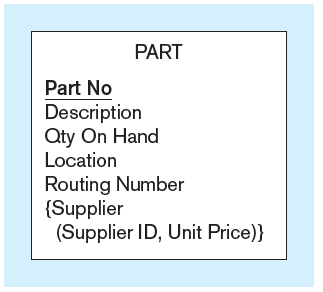 PART
Part No
Description
Qty On Hand
Location
Routing Number
{Supplier
(Supplier ID, Unit Price)}